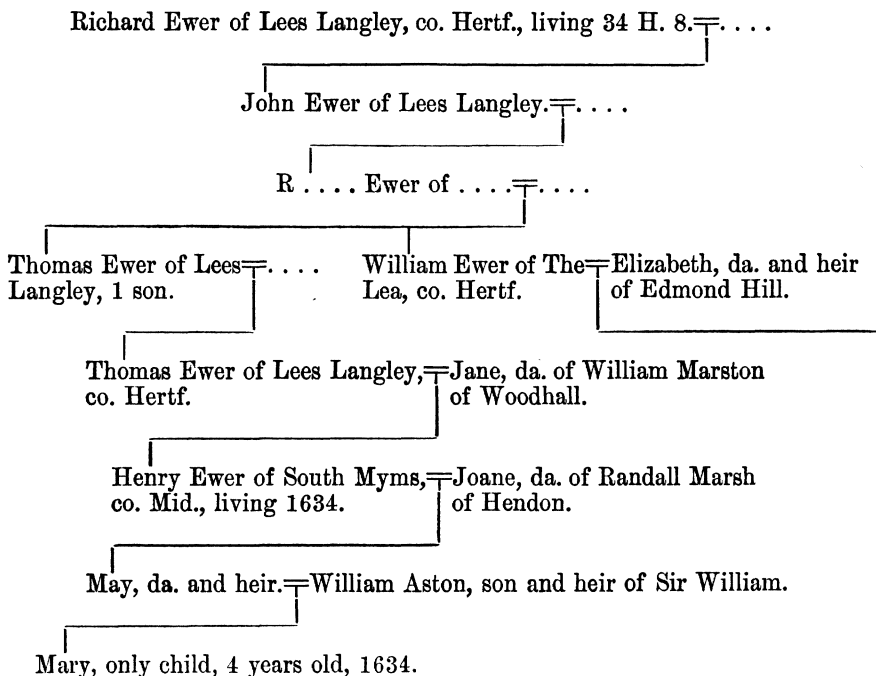 Richard Ewer of Lees Langley, co. Hertf., living 34 H. 8.=. . . .
John Ewer of Lees Langley.=. . . .
R . . . . Ewer of . . . .=. . . .
Thomas Ewer of Lees=. . . .
Langley, 1 son.
William Ewer of The=Elizabeth, da. and heir
Lea, co. Hertf.
of Edmond Hill.
Thomas Ewer of Lees Langley,=Jane, da. of William Marston
co. Hertf.
of Woodhall.
Henry Ewer of South Myms,=Joane, da. of Randall Marsh
co. Mid., living 1634.
of Hendon.
May, da. and heir.=William Aston, son and heir of Sir William.
Mary, only child, 4 years old, 1634.